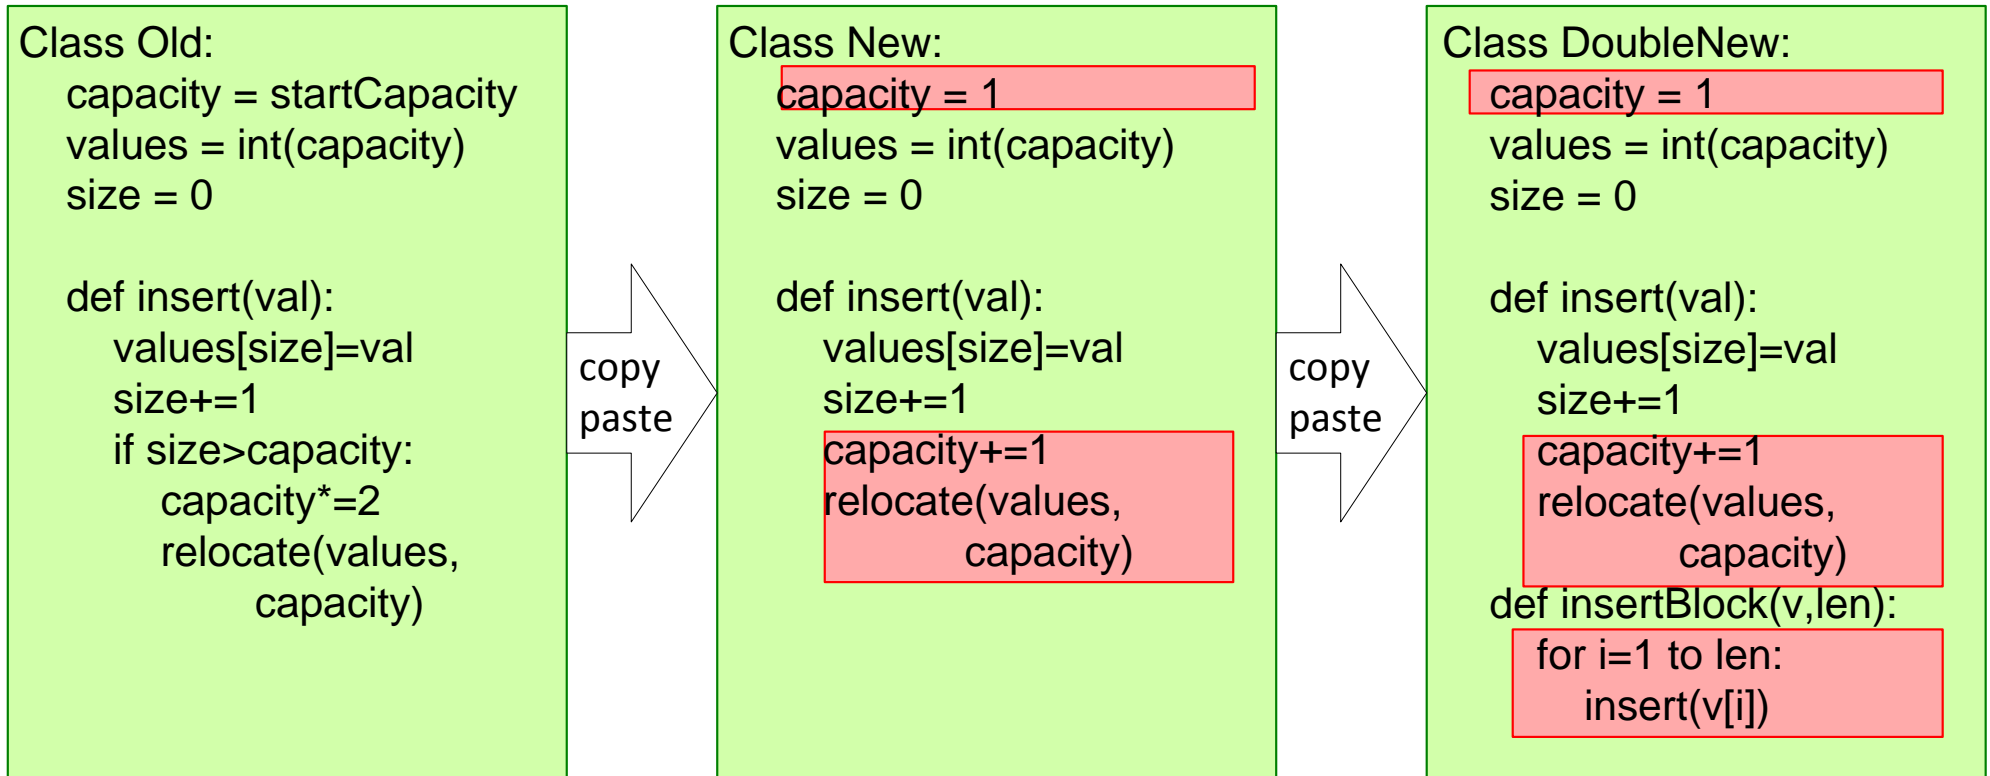 Class Old:
capacity = startCapacity
values = int(capacity)
size = 0
def insert(val):
values[size]=val
size+=1
if size>capacity:
capacity*=2
relocate(values,
capacity)
copy
paste
Class New:
capacity = 1
values = int(capacity)
size = 0
def insert(val):
values[size]=val
size+=1
capacity+=1
relocate(values,
capacity)
copy
paste
Class DoubleNew:
capacity = 1
values = int(capacity)
size = 0
def insert(val):
values[size]=val
size+=1
capacity+=1
relocate(values,
capacity)
def insertBlock(v,len):
for i=1 to len:
insert(v[i])